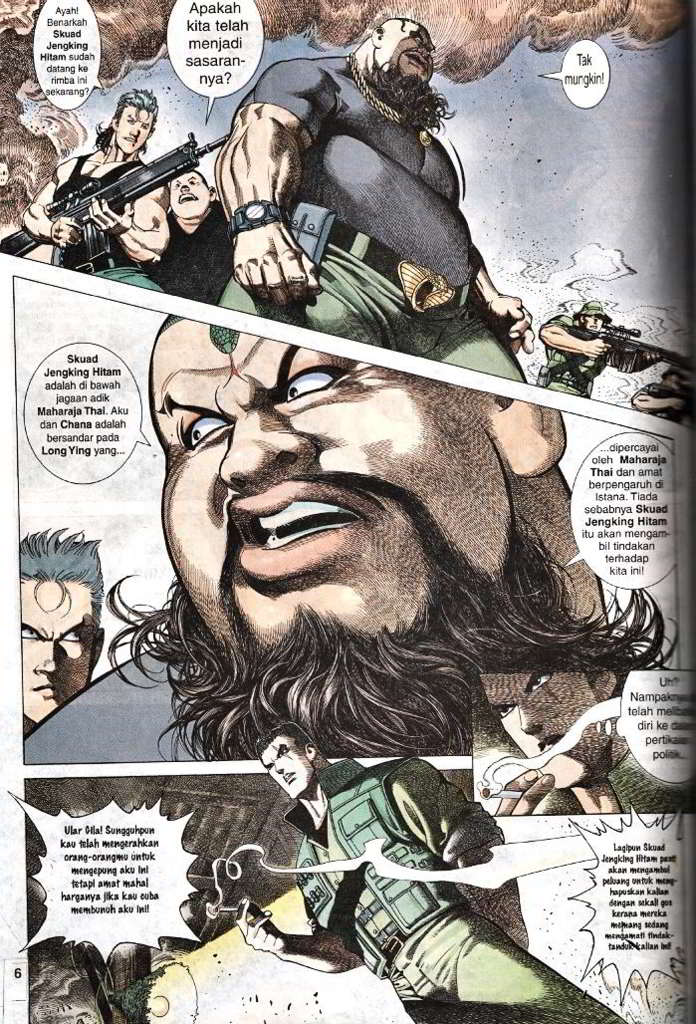 Ayah!
Benarkah
Skuad
Jengking
Hitam sudah
datang ke
rimba ini
sekarang?
Apakah
kita telah
menjadi
sasaran-
nya?
Tak
mungkin!
Skuad
Jengking Hitam
adalah di bawah
jagaan adik
Maharaja Thai. Aku
dan Chana adalah
bersandar pada
Long Ying yang...
...dipercayai
oleh Maharaja
Thai dan amat
berpengaruh di
Istana. Tiada
sebabnya Skuad
Jengking Hitam
itu akan mengam-
bil tindakan
terhadap
kita ini!
Uh?
telah
diri ke
politik...
Ular Gila! Sungguhpun
kau telah mengerahkan
orang-orangmu untuk
mengepung aku ini
tetapi amat mahal
harganya jika kau cuba
membunuh aku ini!
Lagipun Skuad
Jengking Hitam pasti
akan mengambil
peluang untuk meng-
hapuskan kalian
dengan sekali gus
kerana mereka
memang sedang
mengamati tindak-
tanduk kalian ini!
6